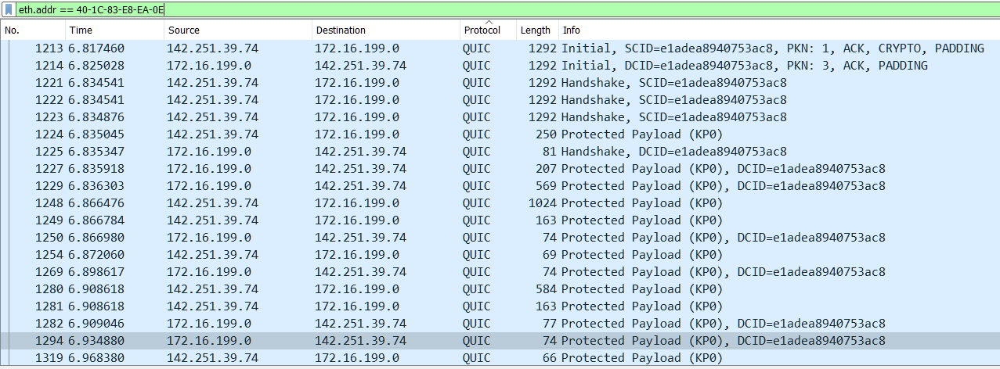 eth.addr == 40-1C-83-E8-EA-0E
No. Time Source Destination Protocol Length Info
1213 6.817460 142.251.39.74 172.16.199.0 QUIC 1292 Initial, SCID=e1adea8940753ac8, PKN: 1, ACK, CRYPTO, PADDING
1214 6.825028 172.16.199.0 142.251.39.74 QUIC 1292 Initial, DCID=e1adea8940753ac8, PKN: 3, ACK, PADDING
1221 6.834541 142.251.39.74 172.16.199.0 QUIC 1292 Handshake, SCID=e1adea8940753ac8
1222 6.834541 142.251.39.74 172.16.199.0 QUIC 1292 Handshake, SCID=e1adea8940753ac8
1223 6.834876 142.251.39.74 172.16.199.0 QUIC 1292 Handshake, SCID=e1adea8940753ac8
1224 6.835045 142.251.39.74 172.16.199.0 QUIC 250 Protected Payload (KP0)
1225 6.835347 172.16.199.0 142.251.39.74 QUIC 81 Handshake, DCID=e1adea8940753ac8
1227 6.835918 172.16.199.0 142.251.39.74 QUIC 207 Protected Payload (KP0), DCID=e1adea8940753ac8
1229 6.836303 172.16.199.0 142.251.39.74 QUIC 569 Protected Payload (KP0), DCID=e1adea8940753ac8
1248 6.866476 142.251.39.74 172.16.199.0 QUIC 1024 Protected Payload (KP0)
1249 6.866784 142.251.39.74 172.16.199.0 QUIC 163 Protected Payload (KP0)
1250 6.866980 172.16.199.0 142.251.39.74 QUIC 74 Protected Payload (KP0), DCID=e1adea8940753ac8
1254 6.872060 142.251.39.74 172.16.199.0 QUIC 69 Protected Payload (KP0)
1269 6.898617 172.16.199.0 142.251.39.74 QUIC 74 Protected Payload (KP0), DCID=e1adea8940753ac8
1280 6.908618 142.251.39.74 172.16.199.0 QUIC 584 Protected Payload (KP0)
1281 6.908618 142.251.39.74 172.16.199.0 QUIC 163 Protected Payload (KP0)
1282 6.909046 172.16.199.0 142.251.39.74 QUIC 77 Protected Payload (KP0), DCID=e1adea8940753ac8
1294 6.934880 172.16.199.0 142.251.39.74 QUIC 74 Protected Payload (KP0), DCID=e1adea8940753ac8
1319 6.968380 142.251.39.74 172.16.199.0 QUIC 66 Protected Payload (KP0)